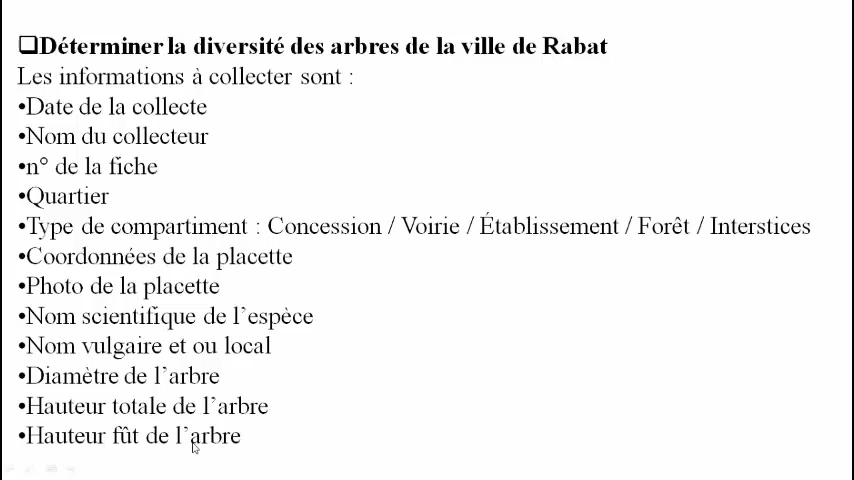 ❑Déterminer la diversité des arbres de la ville de Rabat
Les informations à collecter sont :
•Date de la collecte
•Nom du collecteur
•n° de la fiche
•Quartier
•Type de compartiment : Concession / Voirie / Établissement / Forêt / Interstices
•Coordonnées de la placette
•Photo de la placette
•Nom scientifique de l’espèce
•Nom vulgaire et ou local
•Diamètre de l’arbre
•Hauteur totale de l’arbre
•Hauteur fût de l’arbre